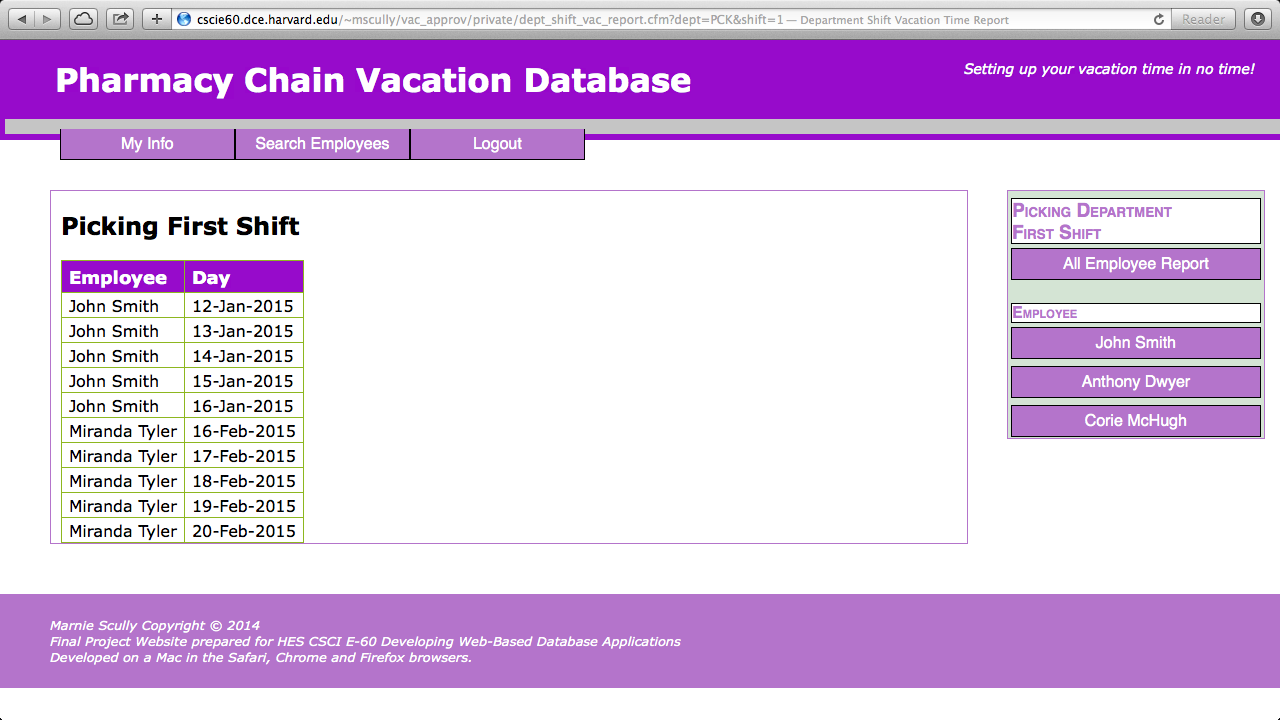 cscie60.dce.harvard.edu/~mscully/vac_approv/private/dept_shift_vac_report.cfm?dept=PCK&shift=1 — Department Shift Vacation Time Report
Reader
Pharmacy Chain Vacation Database
Setting up your vacation time in no time!
My Info Search Employees Logout
Picking First Shift
Employee Day
John Smith 12-Jan-2015
John Smith 13-Jan-2015
John Smith 14-Jan-2015
John Smith 15-Jan-2015
John Smith 16-Jan-2015
Miranda Tyler 16-Feb-2015
Miranda Tyler 17-Feb-2015
Miranda Tyler 18-Feb-2015
Miranda Tyler 19-Feb-2015
Miranda Tyler 20-Feb-2015
Picking Department
First Shift
All Employee Report
Employee
John Smith
Anthony Dwyer
Corie McHugh
Marnie Scully Copyright © 2014
Final Project Website prepared for HES CSCI E-60 Developing Web-Based Database Applications
Developed on a Mac in the Safari, Chrome and Firefox browsers.